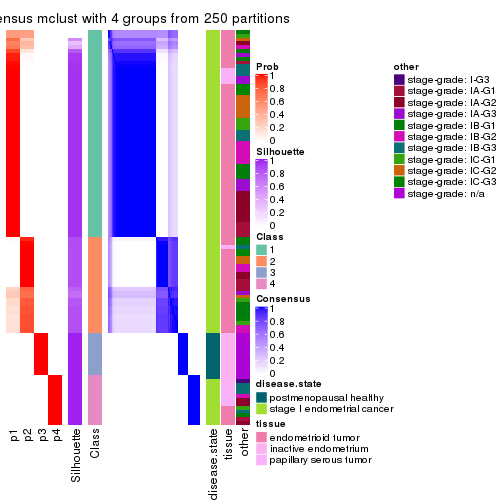 ensus mclust with 4 groups from 250 partitions
Prob
1
0.8
0.6
0.4
0.2
0
Silhouette
1
0.8
0.6
0.4
0.2
0
Class
1
2
3
4
Consensus
1
0.8
0.6
0.4
0.2
0
disease.state
postmenopausal healthy
stage I endometrial cancer
tissue
endometrioid tumor
inactive endometrium
papillary serous tumor
other
stage-grade: I-G3
stage-grade: IA-G1
stage-grade: IA-G2
stage-grade: IA-G3
stage-grade: IB-G1
stage-grade: IB-G2
stage-grade: IB-G3
stage-grade: IC-G1
stage-grade: IC-G2
stage-grade: IC-G3
stage-grade: n/a
p1
p2
p3
p4
Silhouette
Class
disease.state
tissue
other